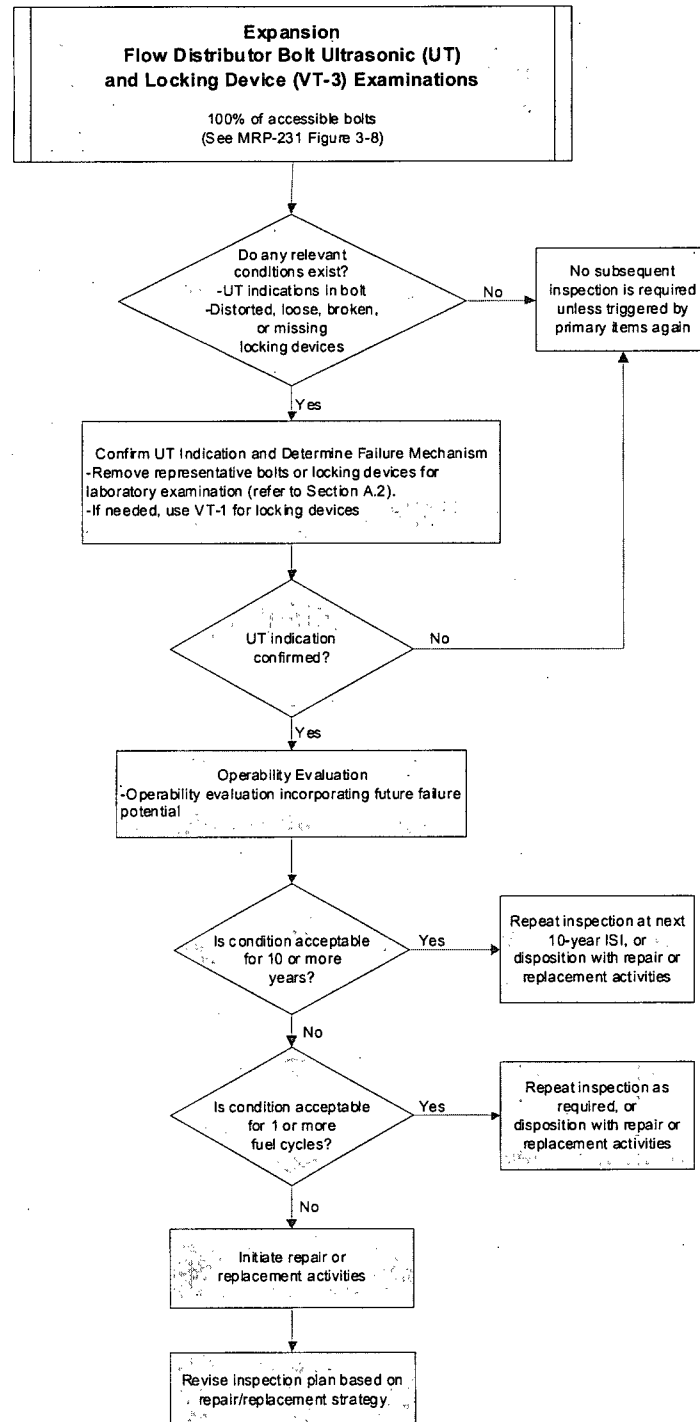 Expansion
Flow Distributor Bolt Ultrasonic (UT)
and Locking Device (VT-3) Examinations
100% of accessible bolts
(See MRP-231 Figure 3-8)
Do any relevant
conditions exist?
-UT indications in bolt
-Distorted, loose, broken,
or missing
locking devices
No
No subsequent
inspection is required
unless triggered by
primary items again
Yes
Confirm UT Indication and Determine Failure Mechanism
-Remove representative bolts or locking devices for
laboratory examination (refer to Section A.2).
-If needed, use VT-1 for locking devices
UT indication
confirmed?
No
Yes
Operability Evaluation
-Operability evaluation incorporating future failure
potential
Is condition acceptable
for 10 or more
years?
Yes
Repeat inspection at next
10-year ISI, or
disposition with repair or
replacement activities
No
Is condition acceptable
for 1 or more
fuel cycles?
Yes
Repeat inspection as
required, or
disposition with repair or
replacement activities
No
Initiate repair or
replacement activities
Revise inspection plan based on
repair/replacement strategy